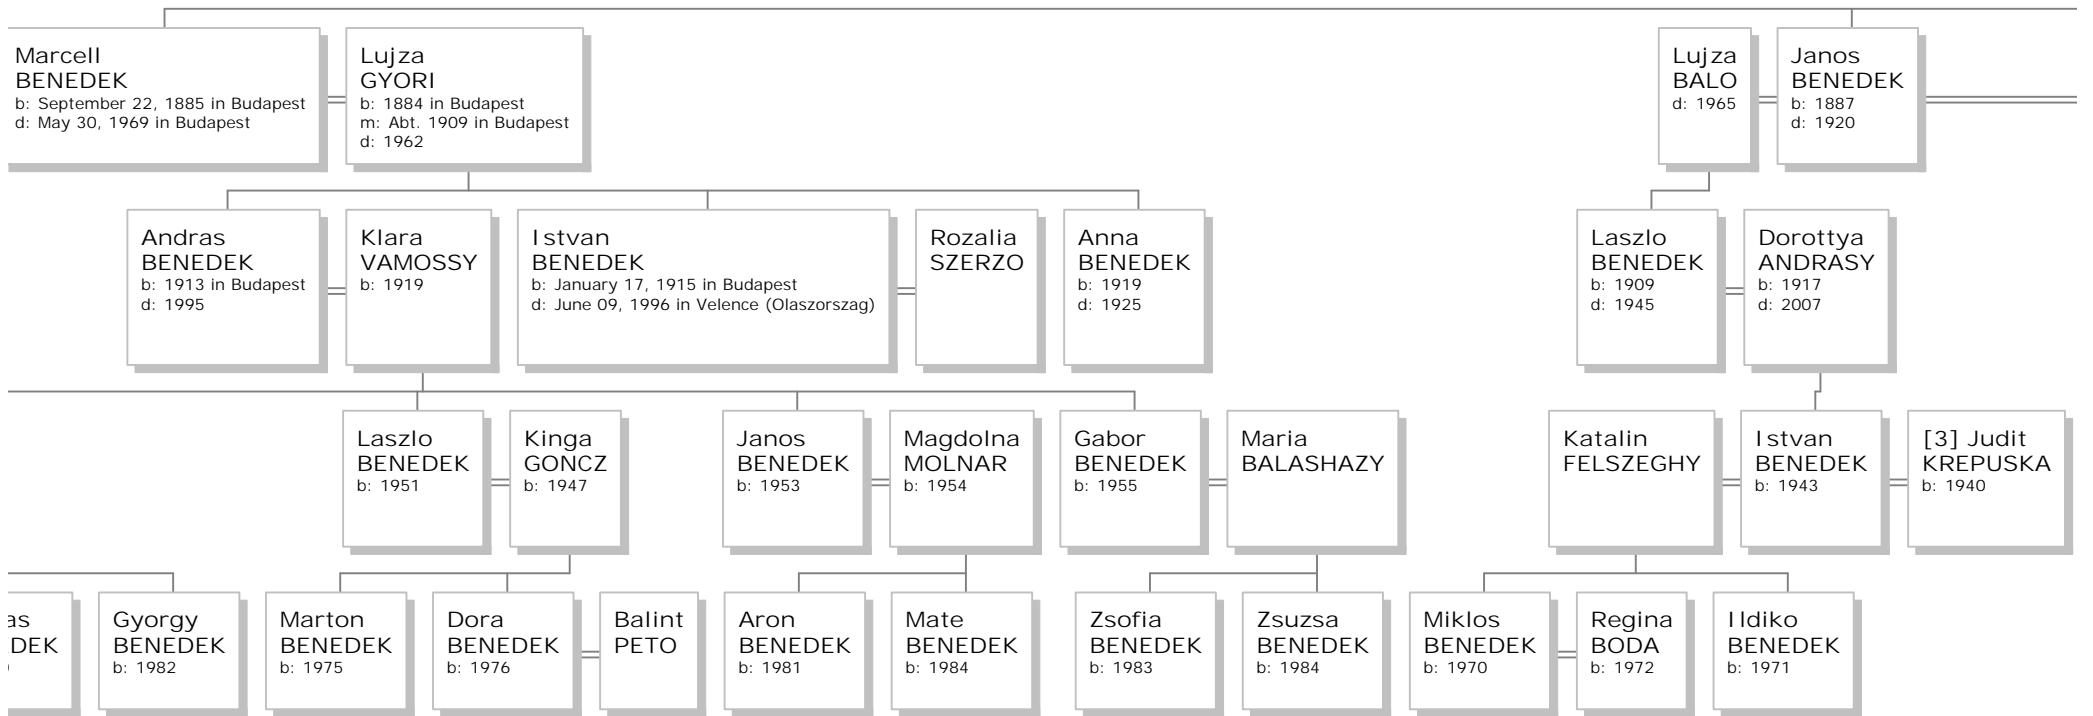 Marcell
BENEDEK
b: September 22, 1885 in Budapest
d: May 30, 1969 in Budapest
Lujza
GYORI
b: 1884 in Budapest
m: Abt. 1909 in Budapest
d: 1962
Lujza
BALO
d: 1965
Janos
BENEDEK
b: 1887
d: 1920
Andras
BENEDEK
b: 1913 in Budapest
d: 1995
Klara
VAMOSSY
b: 1919
Istvan
BENEDEK
b: January 17, 1915 in Budapest
d: June 09, 1996 in Velence (Olaszorszag)
Rozalia
SZERZO
Anna
BENEDEK
b: 1919
d: 1925
Laszlo
BENEDEK
b: 1909
d: 1945
Dorottya
ANDRASY
b: 1917
d: 2007
Laszlo
BENEDEK
b: 1951
Kinga
GONCZ
b: 1947
Janos
BENEDEK
b: 1953
Magdolna
MOLNAR
b: 1954
Gabor
BENEDEK
b: 1955
Maria
BALASHAZY
Katalin
FELSZEGHY
Istvan
BENEDEK
b: 1943
[3] Judit
KREPUSKA
b: 1940
as
DEK
Gyorgy
BENEDEK
b: 1982
Marton
BENEDEK
b: 1975
Dora
BENEDEK
b: 1976
Balint
PETO
Aron
BENEDEK
b: 1981
Mate
BENEDEK
b: 1984
Zsofia
BENEDEK
b: 1983
Zsuzsa
BENEDEK
b: 1984
Miklos
BENEDEK
b: 1970
Regina
BODA
b: 1972
Ildiko
BENEDEK
b: 1971